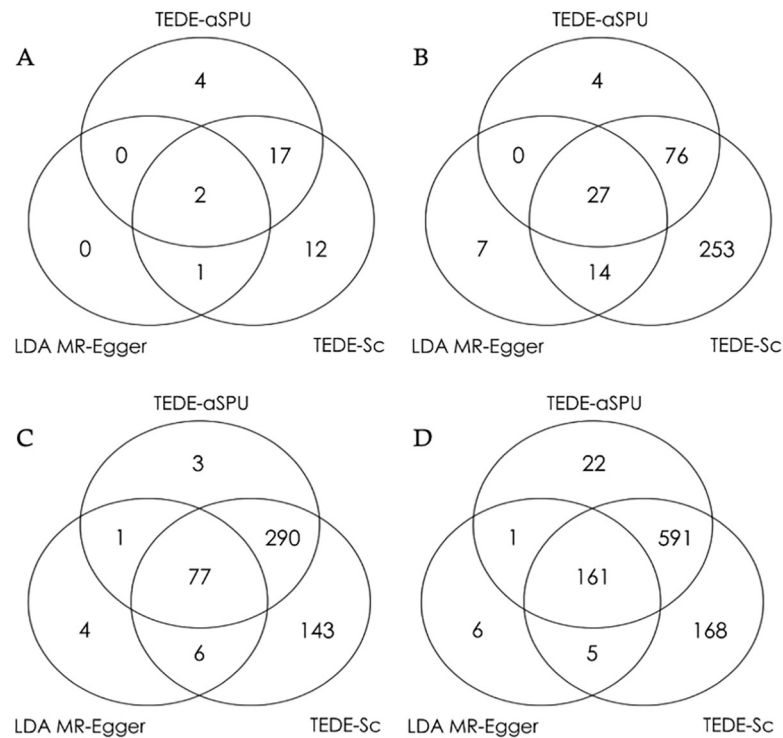 TEDE-aSPU
A
4
0
17
2
0
12
1
LDA MR-Egger
TEDE-Sc
TEDE-aSPU
B
4
0
76
27
7
253
14
LDA MR-Egger
TEDE-Sc
TEDE-aSPU
C
3
1
290
77
4
143
6
LDA MR-Egger
TEDE-Sc
TEDE-aSPU
D
22
1
591
161
6
168
5
LDA MR-Egger
TEDE-Sc